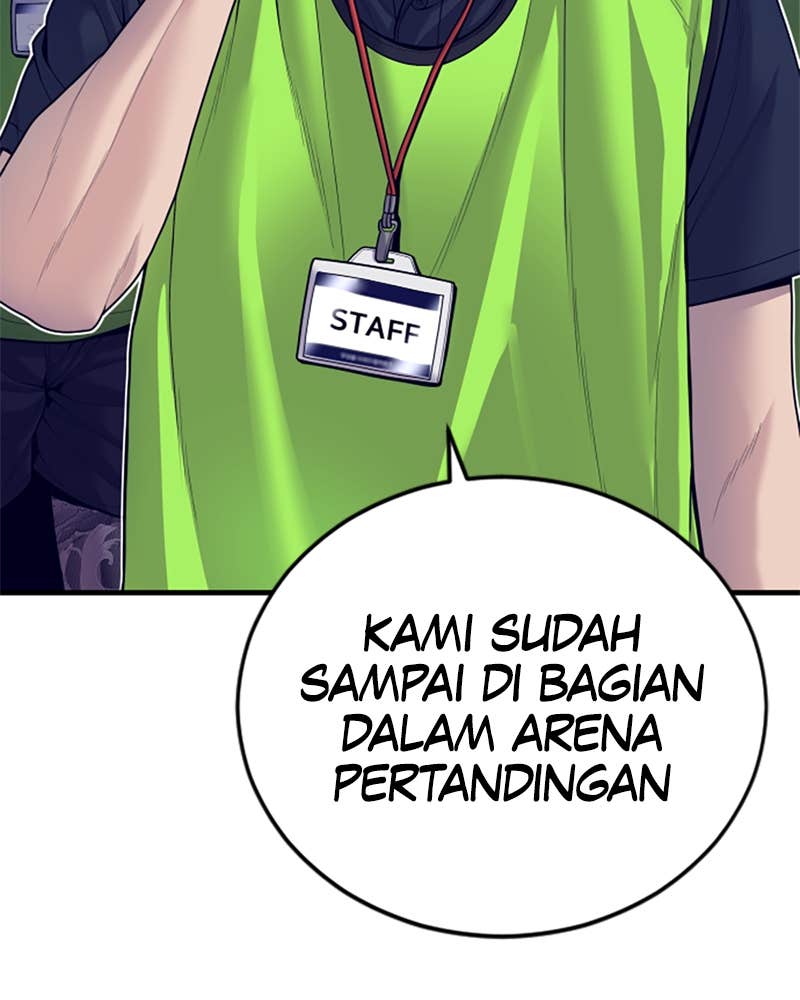 STAFF
KAMI SUDAH
SAMPAI DI BAGIAN
DALAM ARENA
PERTANDINGAN